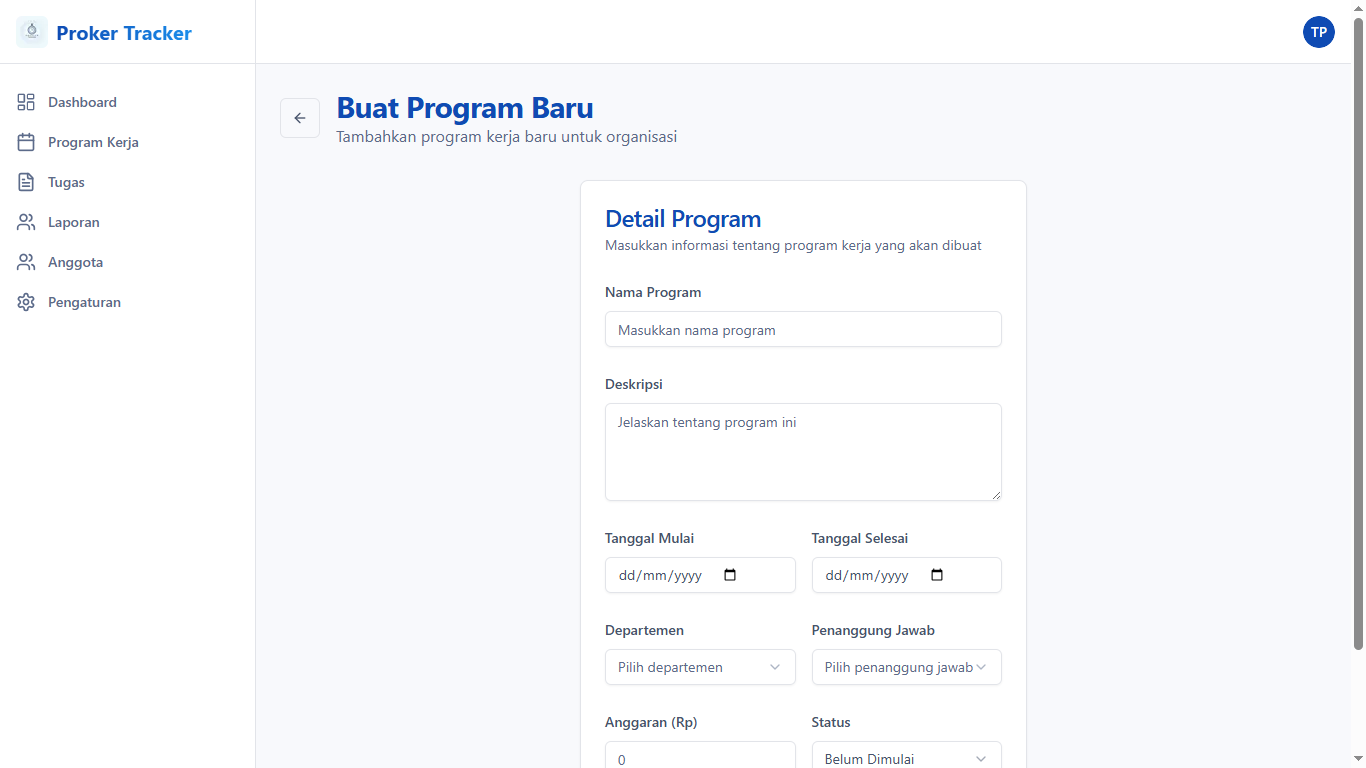 Proker Tracker
TP
Dashboard
Program Kerja
Tugas
Laporan
Anggota
Pengaturan
Buat Program Baru
Tambahkan program kerja baru untuk organisasi
Detail Program
Masukkan informasi tentang program kerja yang akan dibuat
Nama Program
Masukkan nama program
Deskripsi
Jelaskan tentang program ini
Tanggal Mulai
Tanggal Selesai
dd/mm/yyyy
dd/mm/yyyy
Departemen
Penanggung Jawab
Pilih departemen
Pilih penanggung jawab
Anggaran (Rp)
Status
0
Belum Dimulai